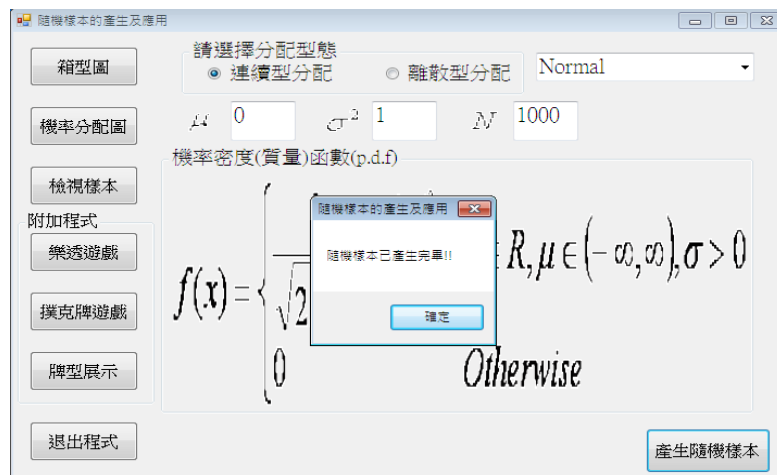 隨機樣本的產生及應用
箱型圖
機率分配圖
檢視樣本
附加程式
樂透遊戲
撲克牌遊戲
牌型展示
退出程式
請選擇分配型態
連續型分配 離散型分配 Normal
μ 0 σ² 1 N 1000
機率密度(質量)函數(p.d.f)
隨機樣本的產生及應用
隨機樣本已產生完畢!!
確定
f(x)={
√2
∈R,μ∈(-∞,∞),σ>0
0 Otherwise
產生隨機樣本